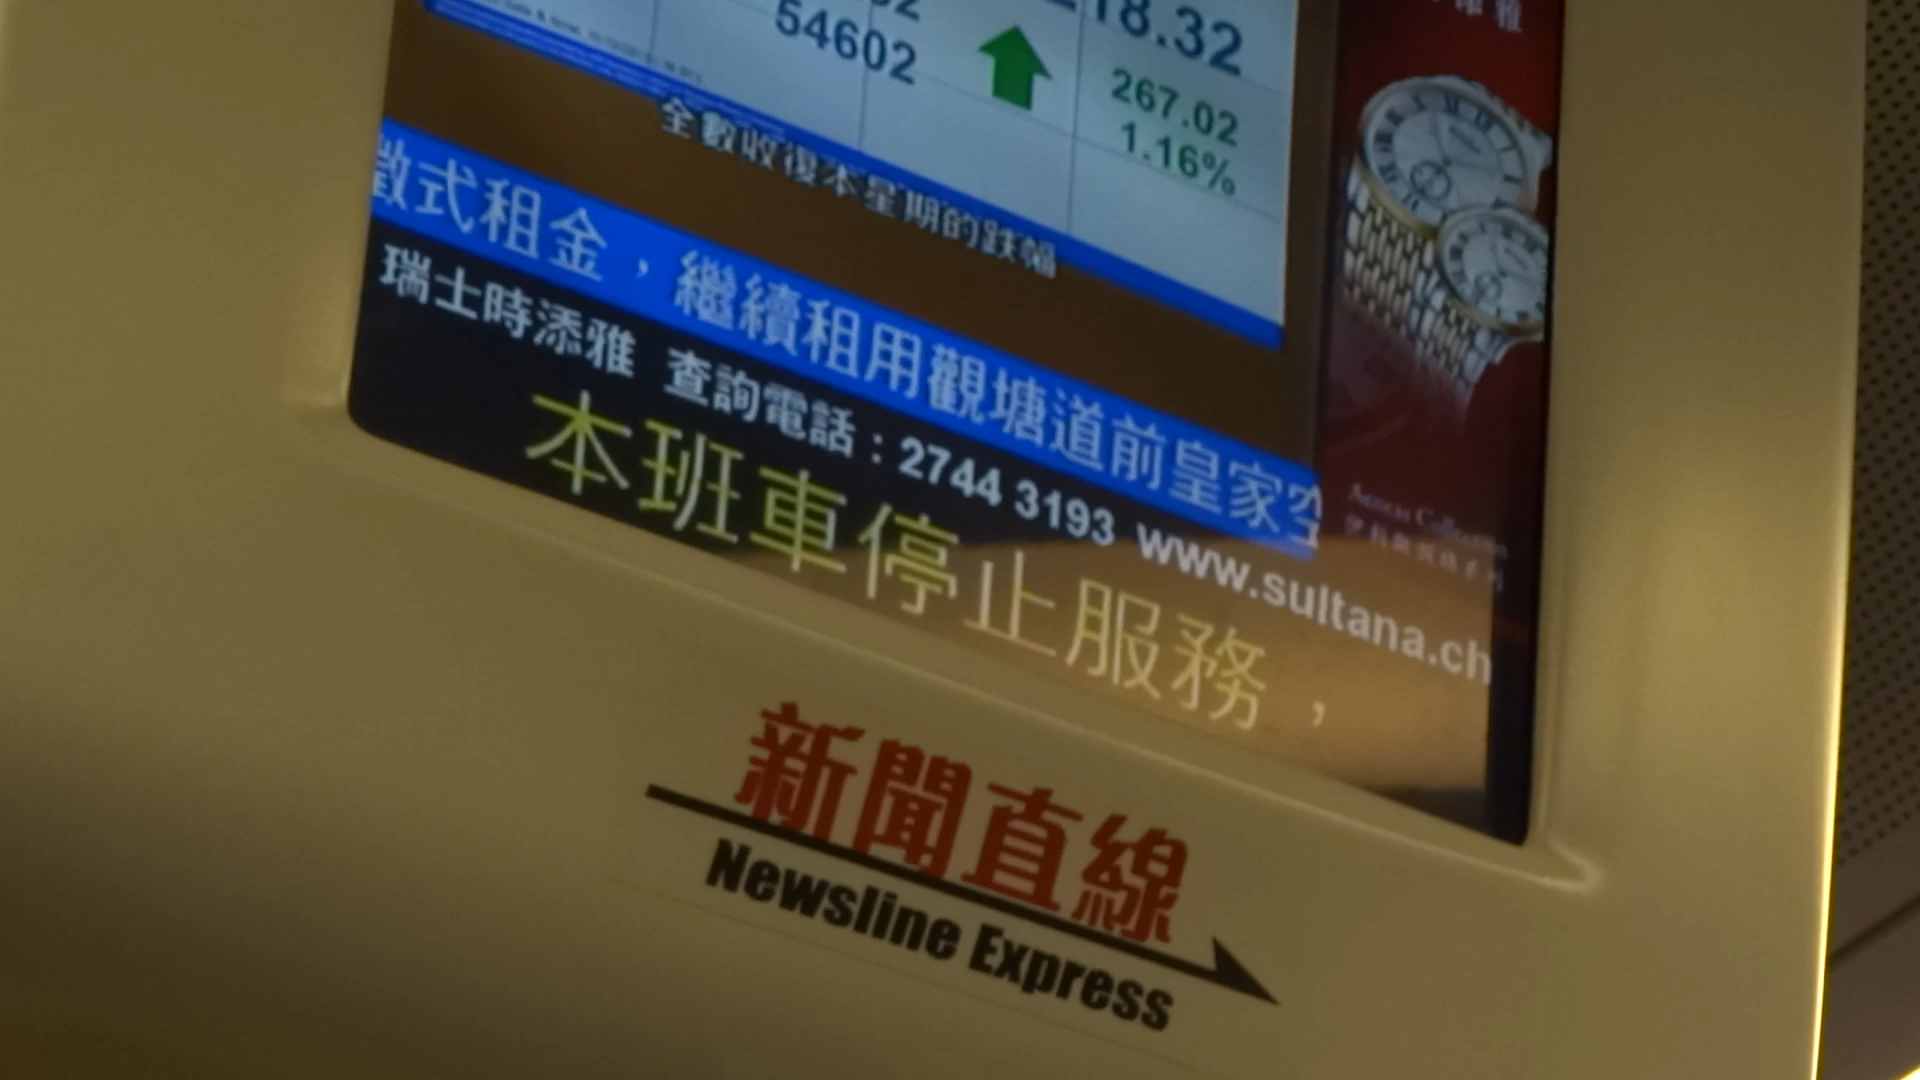 18.32
54602
267.02
1.16%
全數收復本星期的跌幅
徵式租金，繼續租用觀塘道前皇家空
瑞士時添雅 查詢電話：2744 3193 www.sultana.ch
本班車停止服務，
新聞直線
Newsline Express